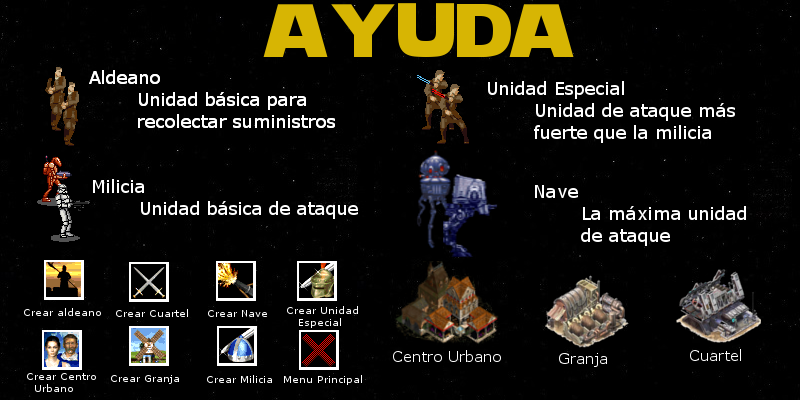 AYUDA
Aldeano
Unidad básica para
recolectar suministros
Unidad Especial
Unidad de ataque más
fuerte que la milicia
Milicia
Unidad básica de ataque
Nave
La máxima unidad
de ataque
Crear aldeano
Crear Cuartel
Crear Nave
Crear Unidad
Especial
Crear Centro
Urbano
Crear Granja
Crear Milicia
Menu Principal
Centro Urbano
Granja
Cuartel